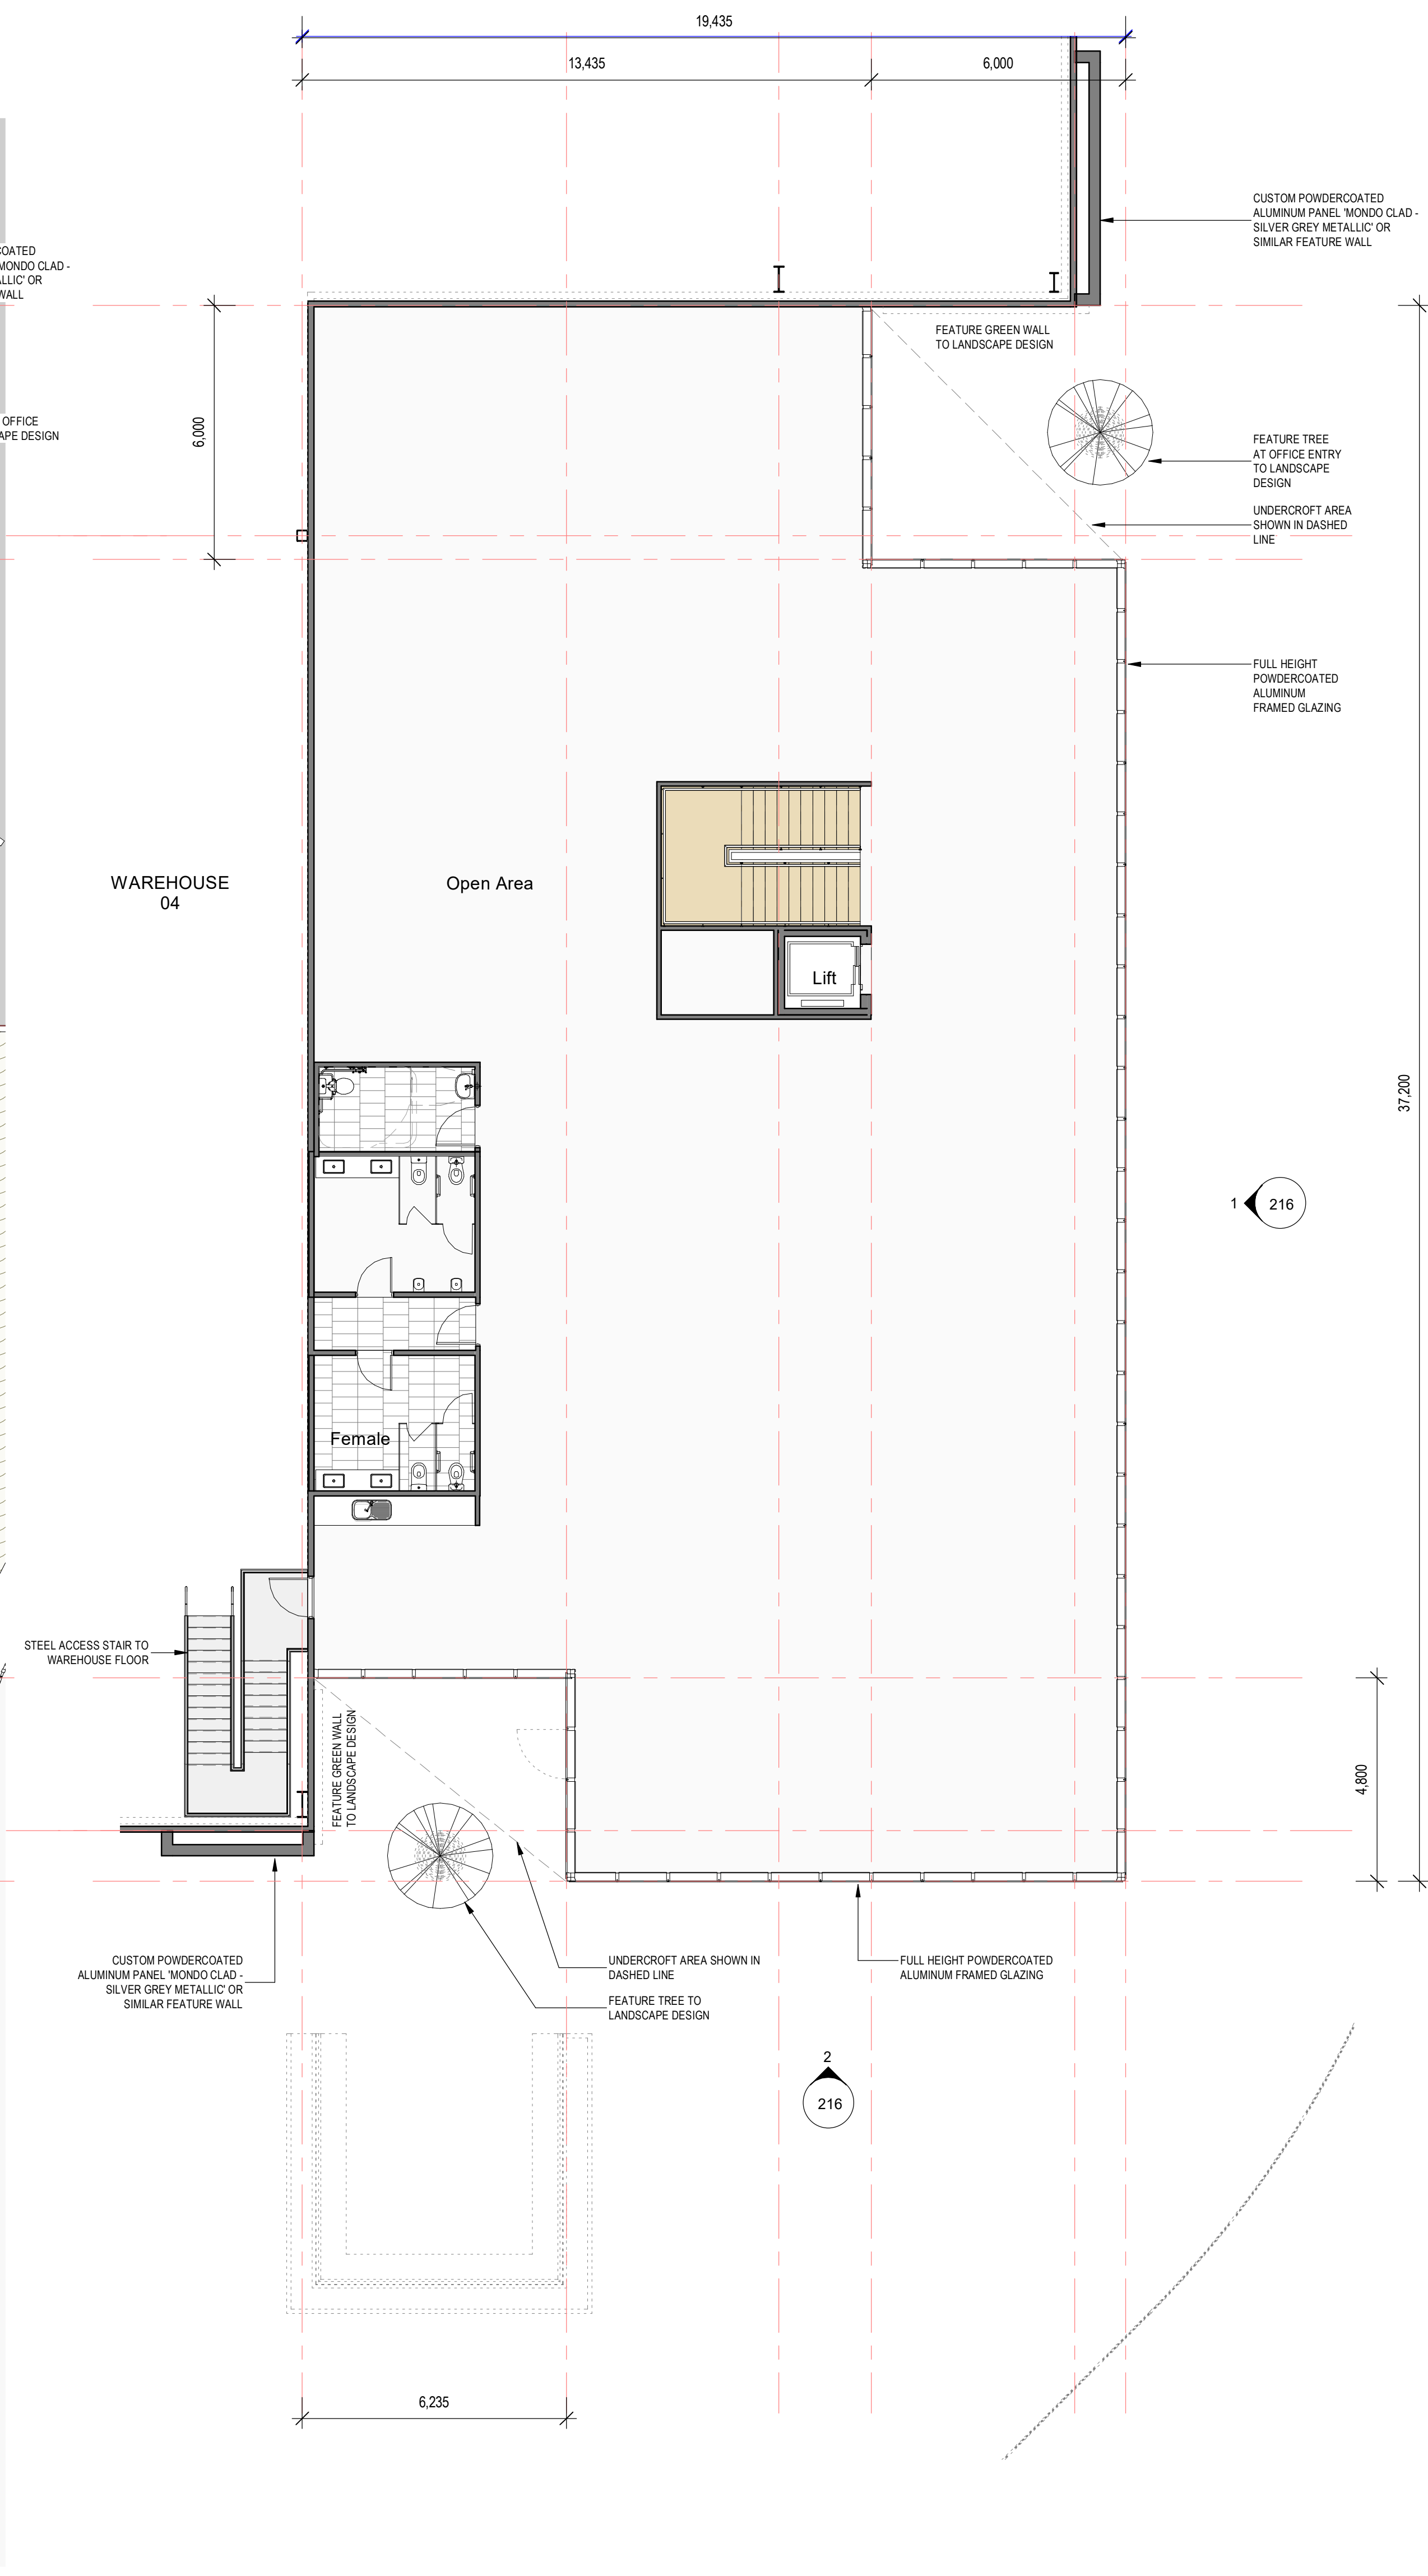 19,435
13,435
6,000
CUSTOM POWDERCOATED
ALUMINUM PANEL 'MONDO CLAD -
SILVER GREY METALLIC' OR
SIMILAR FEATURE WALL
COATED
MONDO CLAD -
ALLIC' OR
WALL
FEATURE GREEN WALL
TO LANDSCAPE DESIGN
6,000
OFFICE
APE DESIGN
FEATURE TREE
AT OFFICE ENTRY
TO LANDSCAPE
DESIGN
UNDERCROFT AREA
SHOWN IN DASHED
LINE
FULL HEIGHT
POWDERCOATED
ALUMINUM
FRAMED GLAZING
WAREHOUSE
04
Open Area
Lift
37,200
1
216
Female
STEEL ACCESS STAIR TO
WAREHOUSE FLOOR
FEATURE GREEN WALL
TO LANDSCAPE DESIGN
4,800
CUSTOM POWDERCOATED
ALUMINUM PANEL 'MONDO CLAD -
SILVER GREY METALLIC' OR
SIMILAR FEATURE WALL
UNDERCROFT AREA SHOWN IN
DASHED LINE
FEATURE TREE TO
LANDSCAPE DESIGN
FULL HEIGHT POWDERCOATED
ALUMINUM FRAMED GLAZING
2
216
6,235